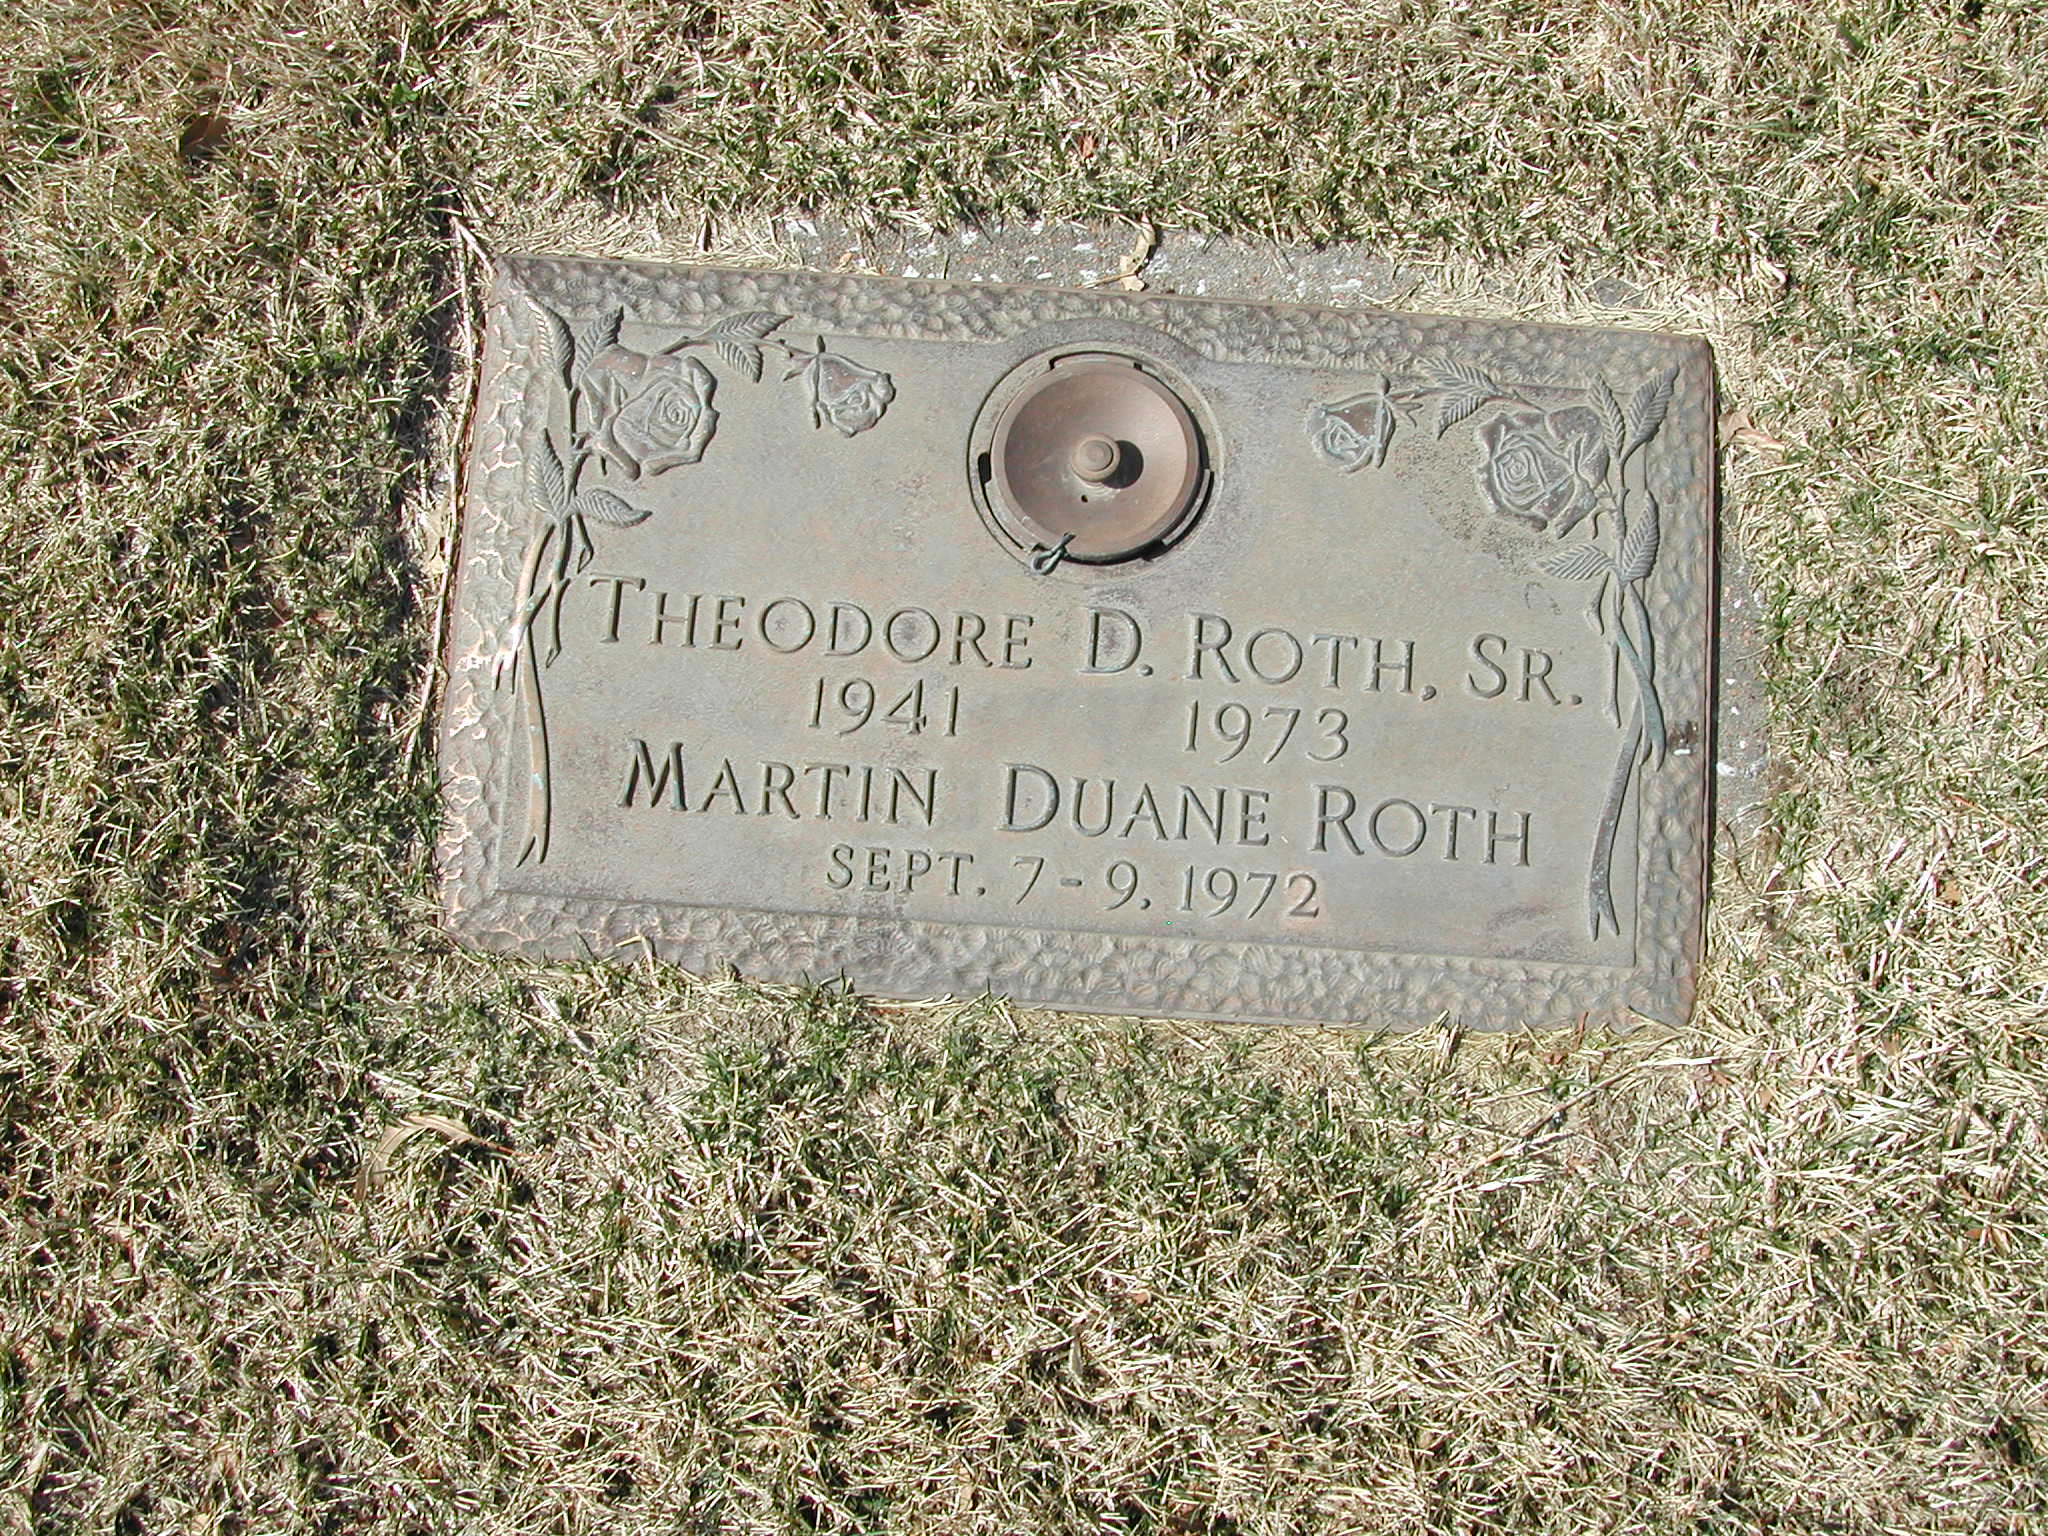 THEODORE D. ROTH, SR.
1941 1973
MARTIN DUANE ROTH
SEPT. 7 - 9, 1972